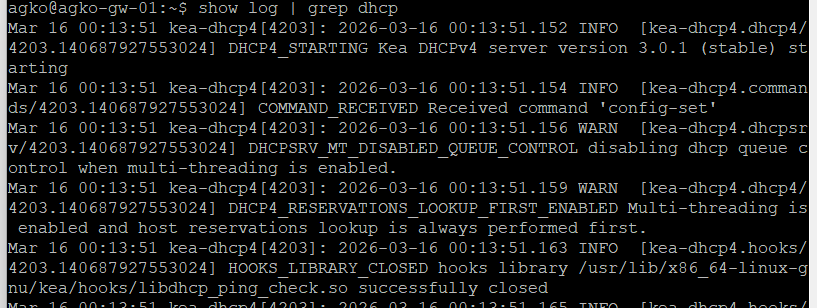 agko@agko-gw-01:~$ show log | grep dhcp
Mar 16 00:13:51 kea-dhcp4[4203]: 2026-03-16 00:13:51.152 INFO  [kea-dhcp4.dhcp4/
4203.140687927553024] DHCP4_STARTING Kea DHCPv4 server version 3.0.1 (stable) st
arting
Mar 16 00:13:51 kea-dhcp4[4203]: 2026-03-16 00:13:51.154 INFO  [kea-dhcp4.comman
ds/4203.140687927553024] COMMAND_RECEIVED Received command 'config-set'
Mar 16 00:13:51 kea-dhcp4[4203]: 2026-03-16 00:13:51.156 WARN  [kea-dhcp4.dhcpsr
v/4203.140687927553024] DHCPSRV_MT_DISABLED_QUEUE_CONTROL disabling dhcp queue c
ontrol when multi-threading is enabled.
Mar 16 00:13:51 kea-dhcp4[4203]: 2026-03-16 00:13:51.159 WARN  [kea-dhcp4.dhcp4/
4203.140687927553024] DHCP4_RESERVATIONS_LOOKUP_FIRST_ENABLED Multi-threading is
 enabled and host reservations lookup is always performed first.
Mar 16 00:13:51 kea-dhcp4[4203]: 2026-03-16 00:13:51.163 INFO  [kea-dhcp4.hooks/
4203.140687927553024] HOOKS_LIBRARY_CLOSED hooks library /usr/lib/x86_64-linux-g
nu/kea/hooks/libdhcp_ping_check.so successfully closed
Mar 16 00:13:51 kea-dhcp4[4203]: 2026-03-16 00:13:51.165 INFO  [kea-dhcp4.hooks/